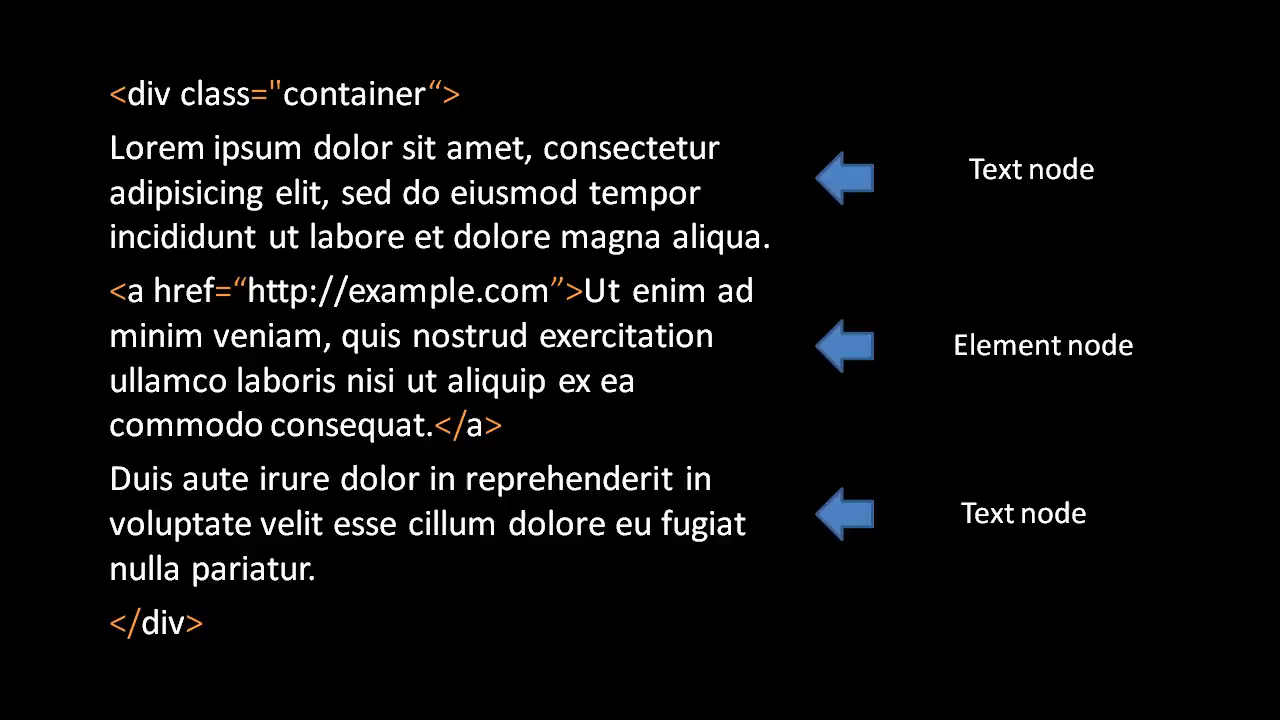 <div class="container“>
Lorem ipsum dolor sit amet, consectetur
adipisicing elit, sed do eiusmod tempor
incididunt ut labore et dolore magna aliqua.
Text node
<a href=“http://example.com”>Ut enim ad
minim veniam, quis nostrud exercitation
ullamco laboris nisi ut aliquip ex ea
commodo consequat.</a>
Element node
Duis aute irure dolor in reprehenderit in
voluptate velit esse cillum dolore eu fugiat
nulla pariatur.
Text node
</div>